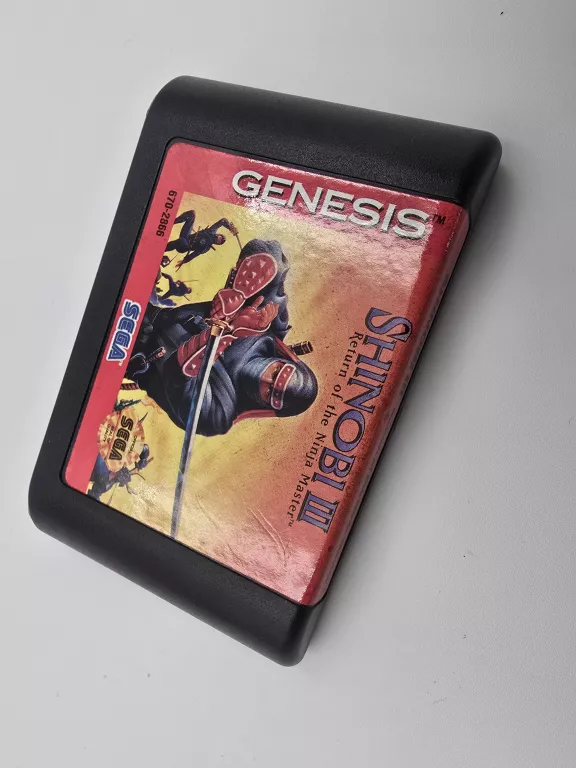 GENESIS™
SHINOBI III
Return of the Ninja Master™
670-2866
SEGA
SEGA